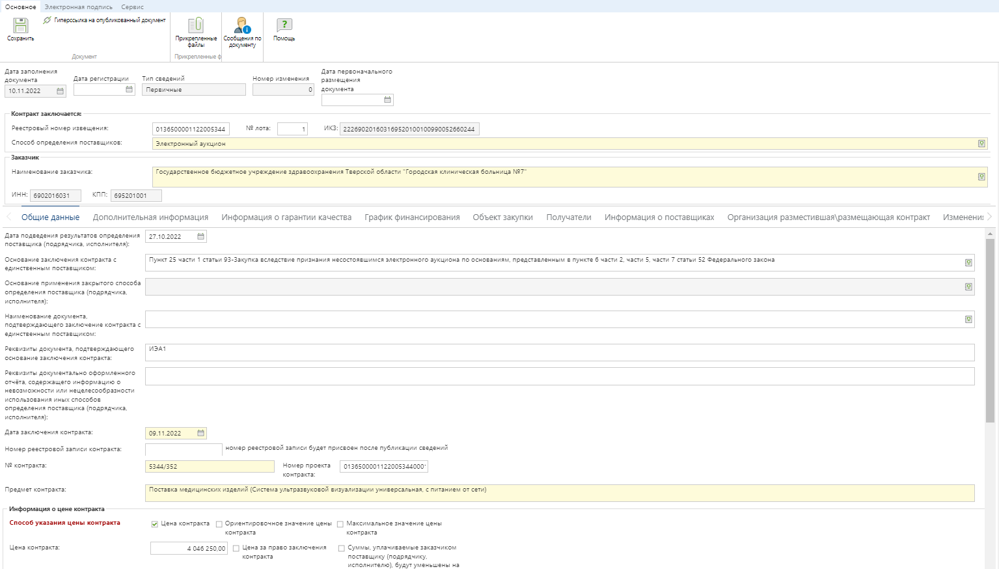 Основное Электронная подпись Сервис
Сохранить
Гиперссылка на опубликованный документ
Прикрепленные
файлы
Сообщения по
документу
Помощь
Документ
Прикрепленные ф
Дата заполнения
документа
10.11.2022
Дата регистрации
Тип сведений
Первичные
Номер изменения
0
Дата первоначального
размещения
документа
Контракт заключается:
Реестровый номер извещения: 0136500001122005344 № лота: 1 ИКЗ: 222690201603169520100100990052660244
Способ определения поставщиков: Электронный аукцион
Заказчик
Наименование заказчика: Государственное бюджетное учреждение здравоохранения Тверской области "Городская клиническая больница №7"
ИНН: 6902016031 КПП: 695201001
Общие данные Дополнительная информация Информация о гарантии качества График финансирования Объект закупки Получатели Информация о поставщиках Организация разместившая\размещающая контракт Изменени
Дата подведения результатов определения
поставщика (подрядчика, исполнителя):
27.10.2022
Основание заключения контракта с
единственным поставщиком:
Пункт 25 части 1 статьи 93-Закупка вследствие признания несостоявшимся электронного аукциона по основаниям, представленным в пункте 6 части 2, части 5, части 7 статьи 52 Федерального закона
Основание применения закрытого способа
определения поставщика (подрядчика,
исполнителя):
Наименование документа,
подтверждающего заключение контракта с
единственным поставщиком:
Реквизиты документа, подтверждающего
основание заключения контракта:
ИЭА1
Реквизиты документально оформленного
отчёта, содержащего информацию о
невозможности или нецелесообразности
использования иных способов
определения поставщика (подрядчика,
исполнителя):
Дата заключения контракта: 09.11.2022
Номер реестровой записи контракта: номер реестровой записи будет присвоен после публикации сведений
№ контракта: 5344/352
Номер проекта
контракта:
0136500001122005344000
Предмет контракта: Поставка медицинских изделий (Система ультразвуковой визуализации универсальная, с питанием от сети)
Информация о цене контракта
Способ указания цены контракта
Цена контракта
Ориентировочное значение цены
контракта
Максимальное значение цены
контракта
Цена контракта: 4 046 250,00
Цена за право заключения
контракта
Суммы, уплачиваемые заказчиком
поставщику (подрядчику,
исполнителю), будут уменьшены на